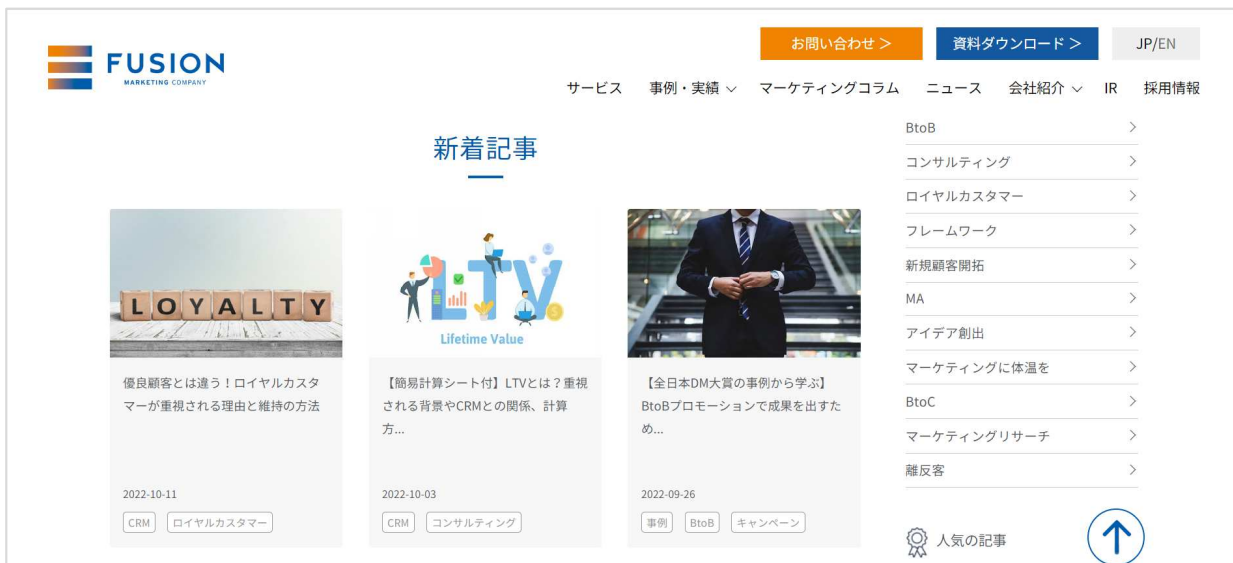 FUSION
MARKETING COMPANY
お問い合わせ >
資料ダウンロード >
JP/EN
サービス
事例・実績
マーケティングコラム
ニュース
会社紹介
IR
採用情報
新着記事
LOYALTY
優良顧客とは違う！ロイヤルカスタ
マーが重視される理由と維持の方法
2022-10-11
CRM
ロイヤルカスタマー
LTV
Lifetime Value
【簡易計算シート付】LTVとは？重視
される背景やCRMとの関係、計算
方...
2022-10-03
CRM
コンサルティング
【全日本DM大賞の事例から学ぶ】
BtoBプロモーションで成果を出すた
め...
2022-09-26
事例
BtoB
キャンペーン
BtoB
コンサルティング
ロイヤルカスタマー
フレームワーク
新規顧客開拓
MA
アイデア創出
マーケティングに体温を
BtoC
マーケティングリサーチ
離反客
人気の記事